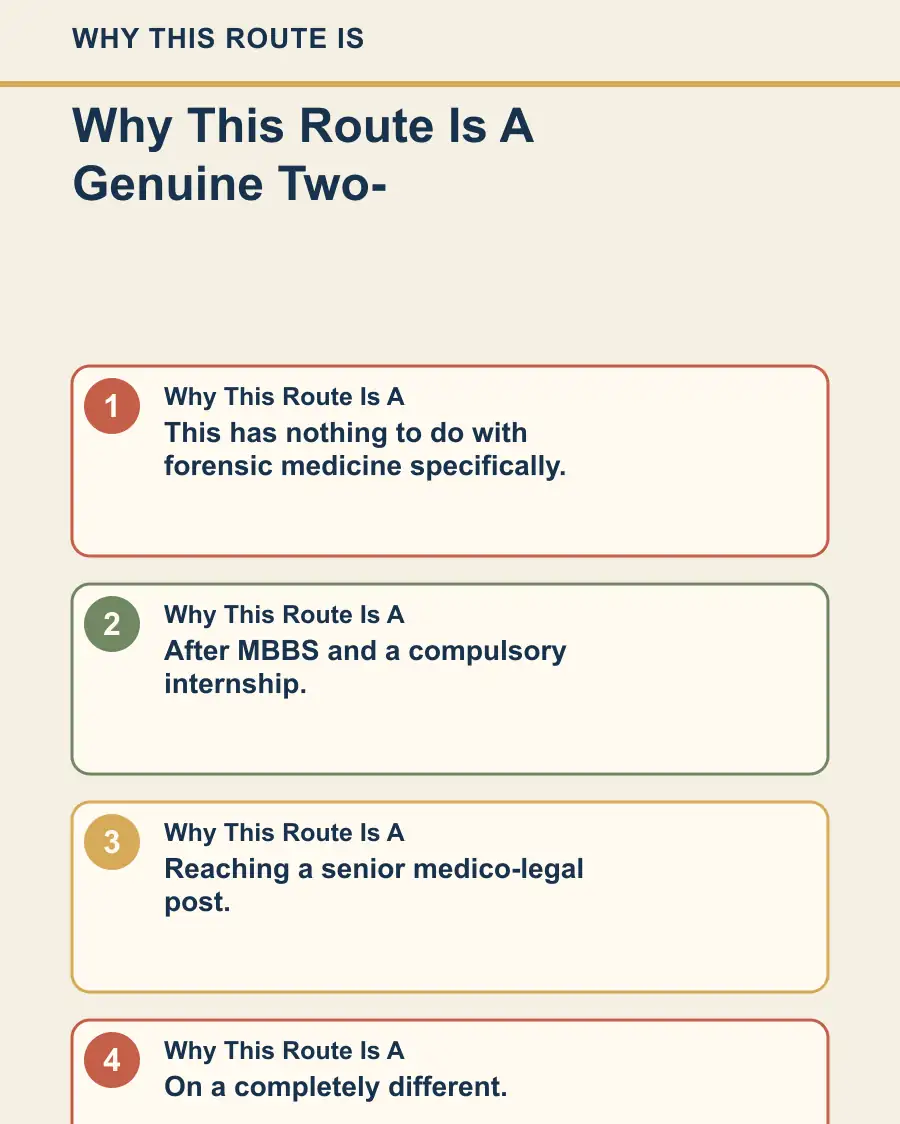 WHY THIS ROUTE IS
Why This Route Is A
Genuine Two-
1
Why This Route Is A
This has nothing to do with
forensic medicine specifically.
2
Why This Route Is A
After MBBS and a compulsory
internship.
3
Why This Route Is A
Reaching a senior medico-legal
post.
4
Why This Route Is A
On a completely different.